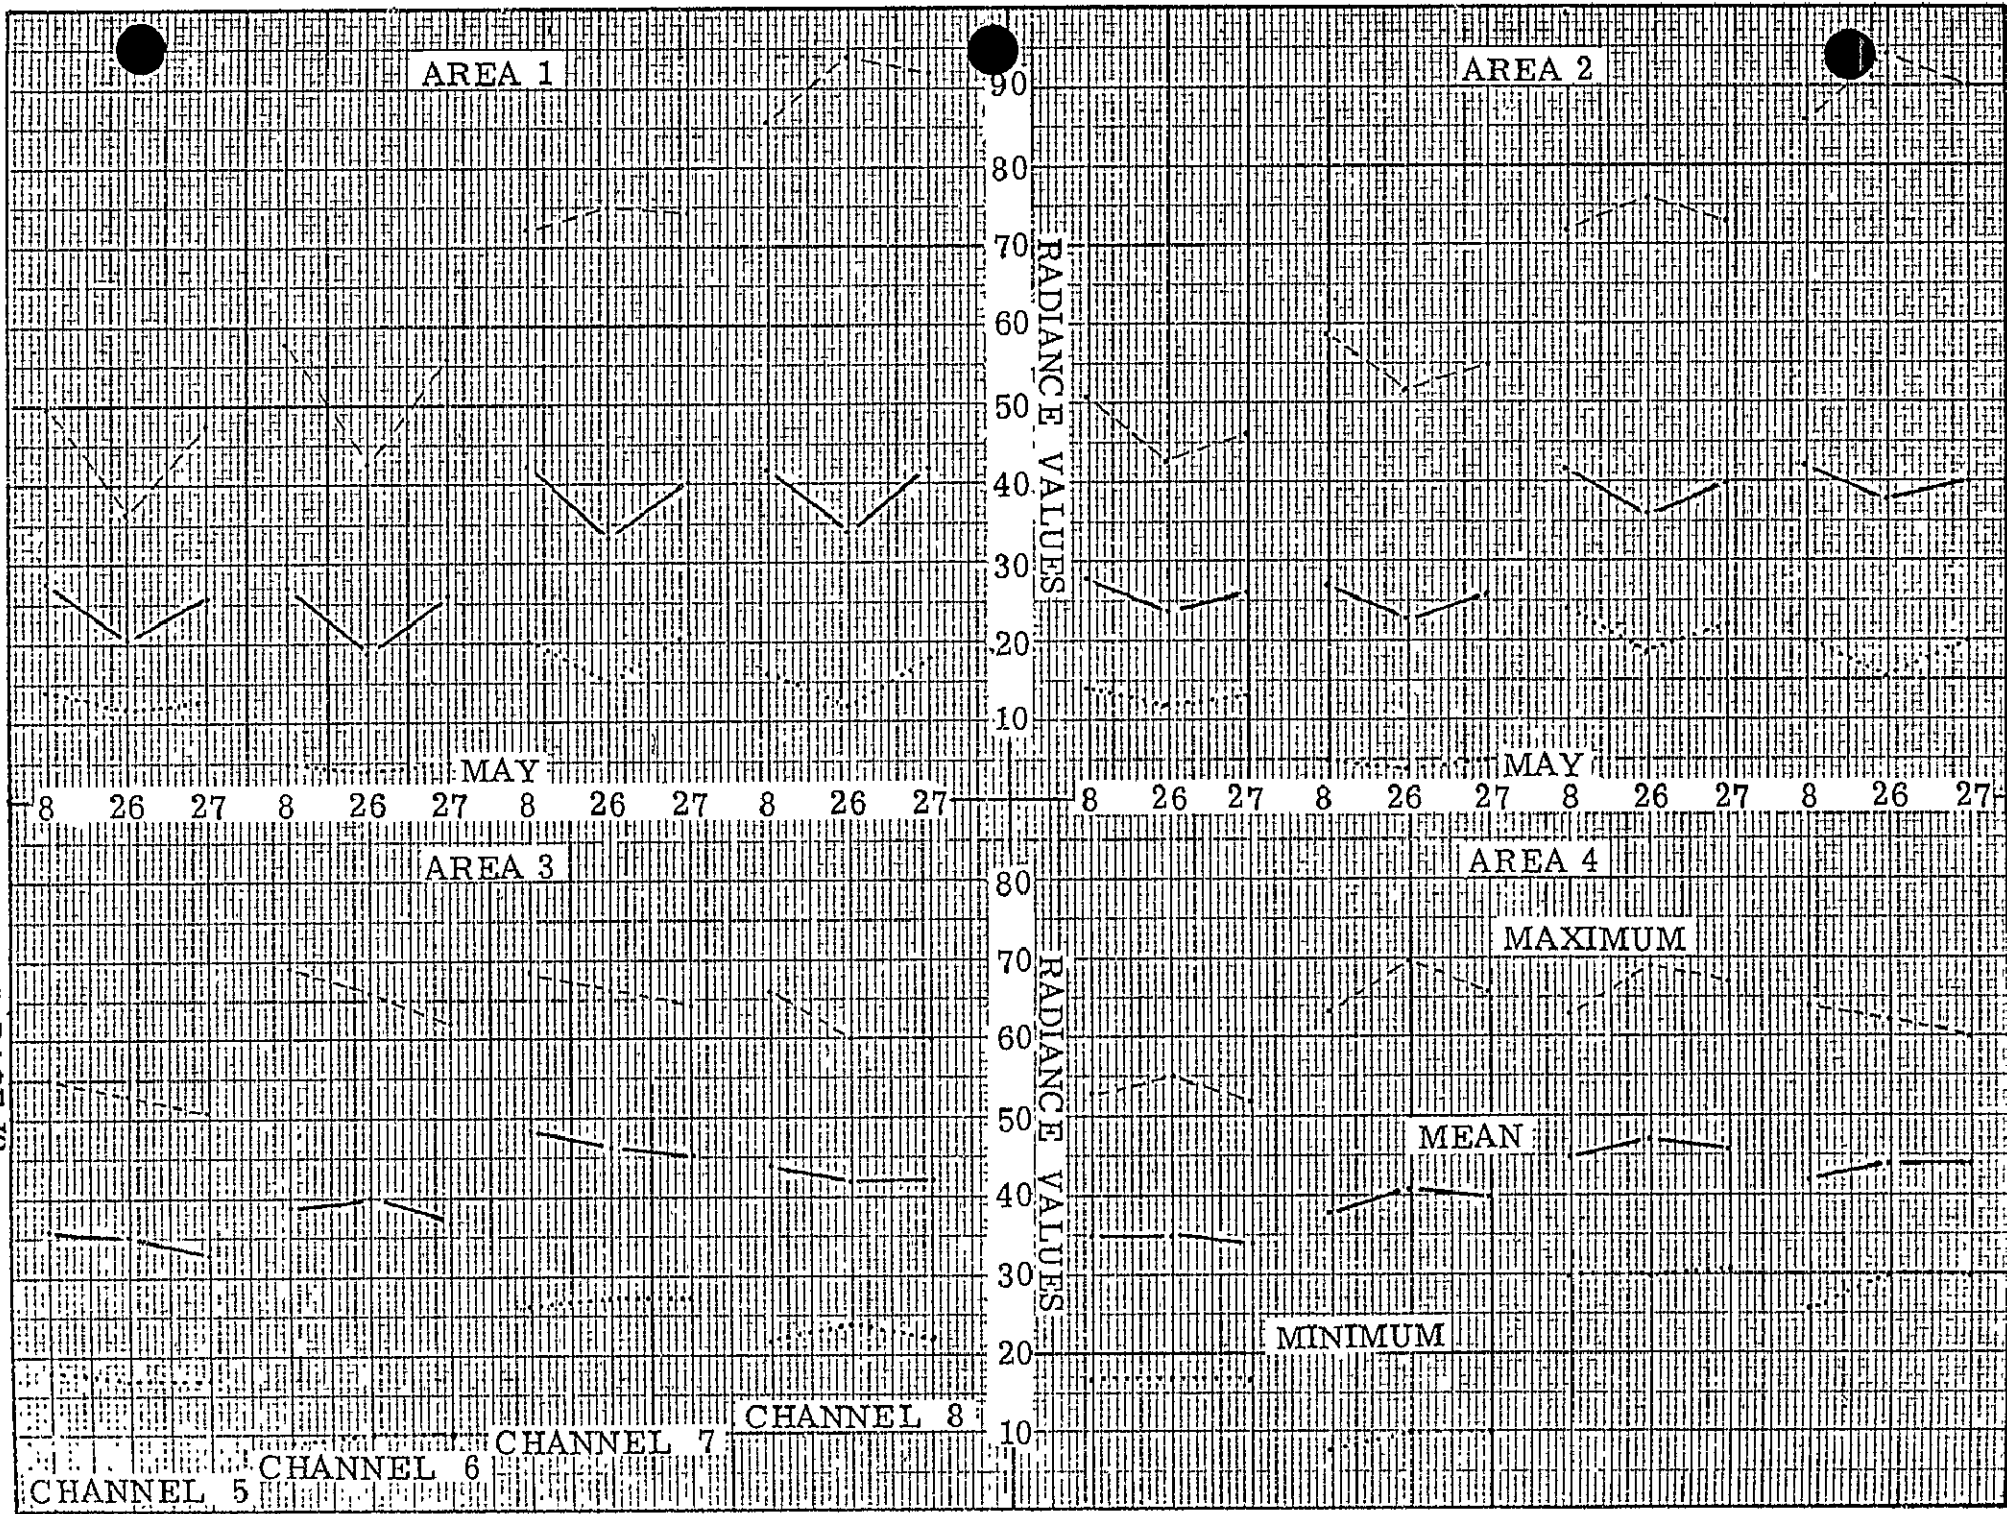 AREA 1
AREA 2
90
80
70
60
50
40
30
20
10
RADIANCE VALUES
MAY
MAY
8 26 27 8 26 27 8 26 27 8 26 27
8 26 27 8 26 27 8 26 27 8 26 27
AREA 3
AREA 4
80
70
60
50
40
30
20
10
RADIANCE VALUES
MAXIMUM
MEAN
MINIMUM
CHANNEL 8
CHANNEL 7
CHANNEL 6
CHANNEL 5